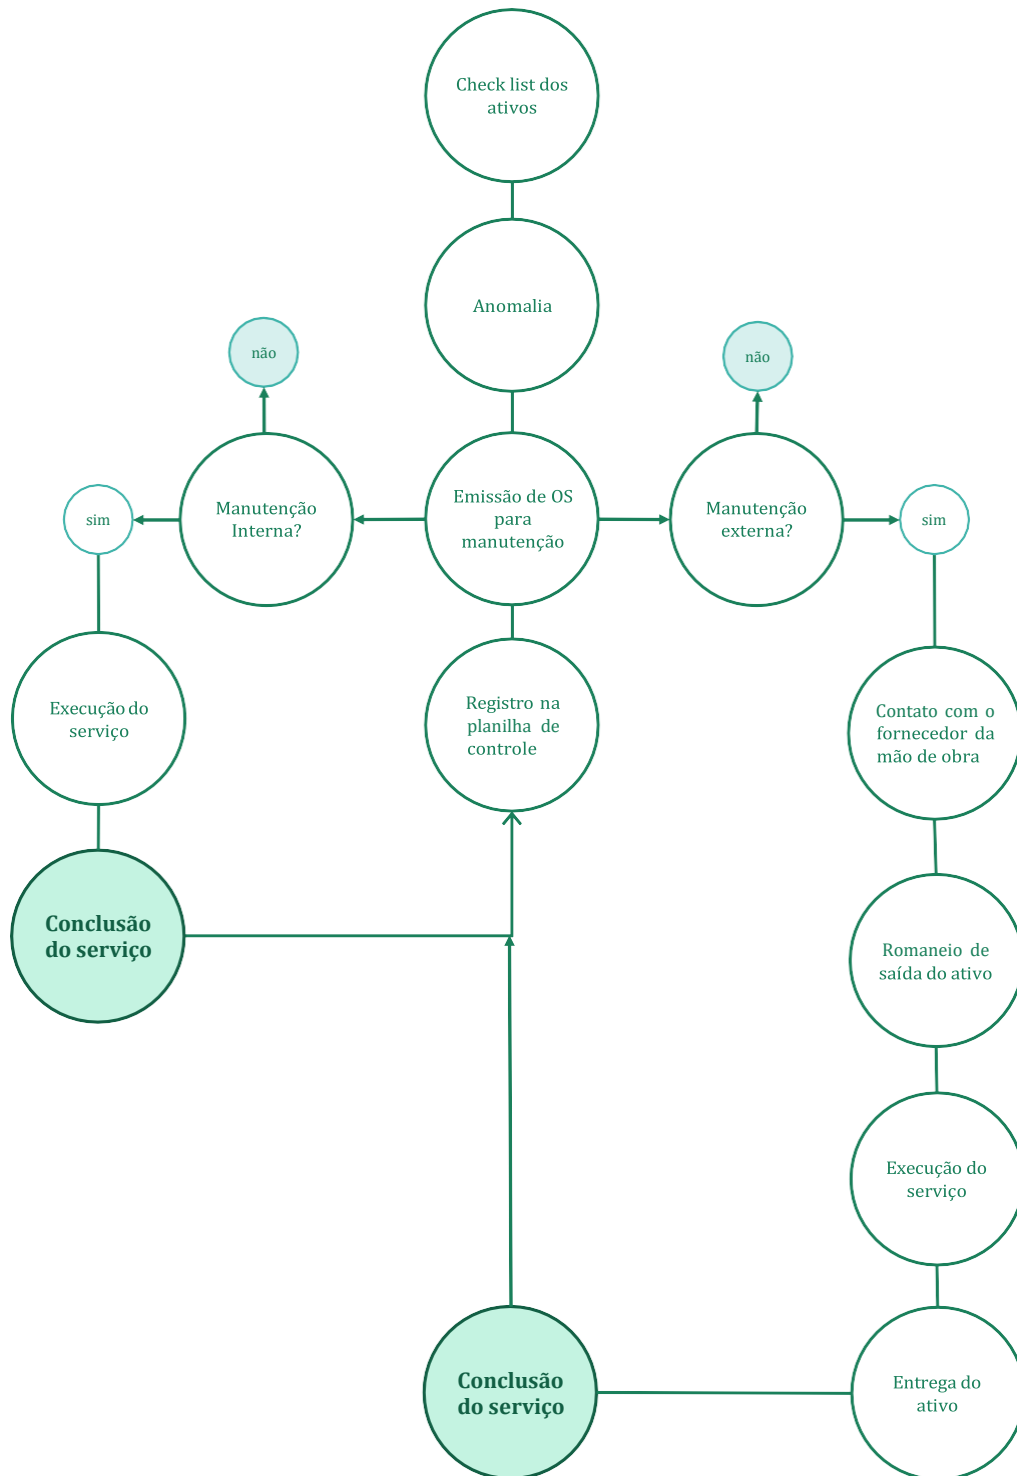 Check list dos
ativos
Anomalia
não
não
sim
Manutenção
Interna?
Emissão de OS
para
manutenção
Manutenção
externa?
sim
Execução do
serviço
Registro na
planilha de
controle
Contato com o
fornecedor da
mão de obra
Conclusão
do serviço
Romaneio de
saída do ativo
Execução do
serviço
Conclusão
do serviço
Entrega do
ativo